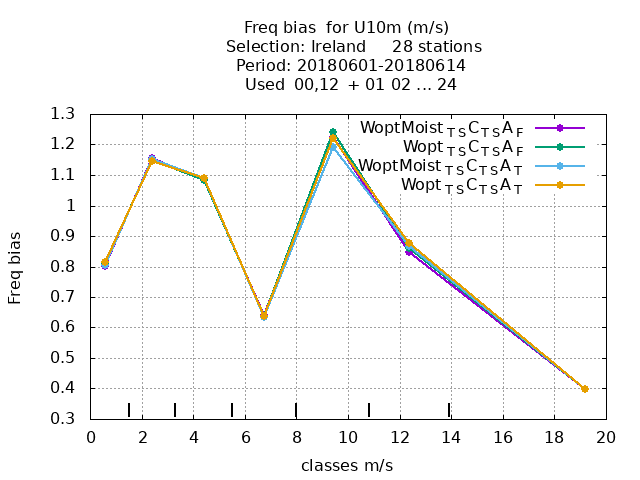 Freq bias  for U10m (m/s)
Selection: Ireland     28 stations
Period: 20180601-20180614
Used  00,12  + 01 02 ... 24
WoptMoist TS C TS A F
Wopt TS C TS A F
WoptMoist TS C TS A T
Wopt TS C TS A T
1.3
1.2
1.1
1
0.9
0.8
0.7
0.6
0.5
0.4
0.3
Freq bias
0 2 4 6 8 10 12 14 16 18 20
classes m/s